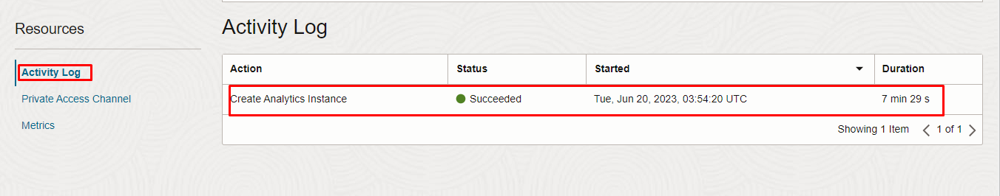 Resources
Activity Log
Private Access Channel
Metrics
Activity Log
Action Status Started Duration
Create Analytics Instance Succeeded Tue, Jun 20, 2023, 03:54:20 UTC 7 min 29 s
Showing 1 Item 1 of 1